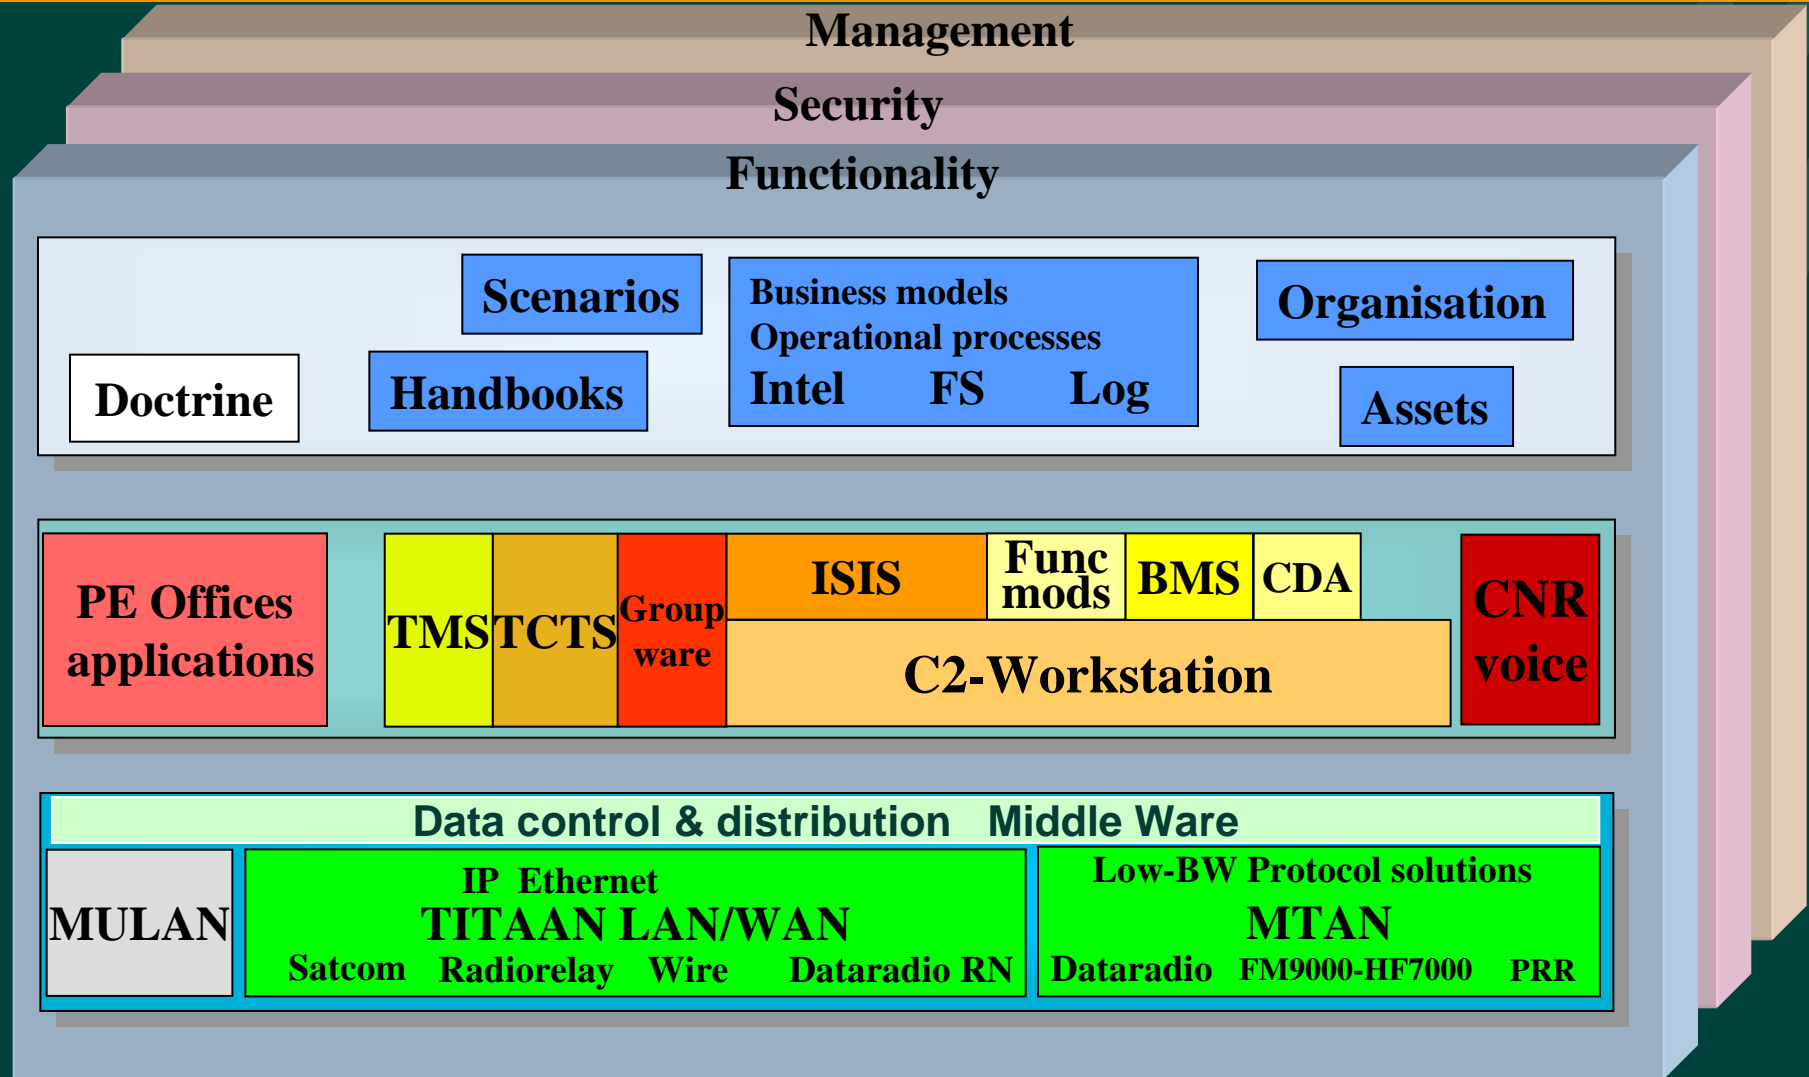 Management
Security
Functionality
Scenarios
Business models
Operational processes
Intel FS Log
Organisation
Doctrine
Handbooks
Assets
PE Offices
applications
TMS
TCTS
Group
ware
ISIS
Func
mods
BMS
CDA
C2-Workstation
CNR
voice
Data control & distribution Middle Ware
MULAN
IP Ethernet
TITAAN LAN/WAN
Satcom Radiorelay Wire Dataradio RN
Low-BW Protocol solutions
MTAN
Dataradio FM9000-HF7000 PRR